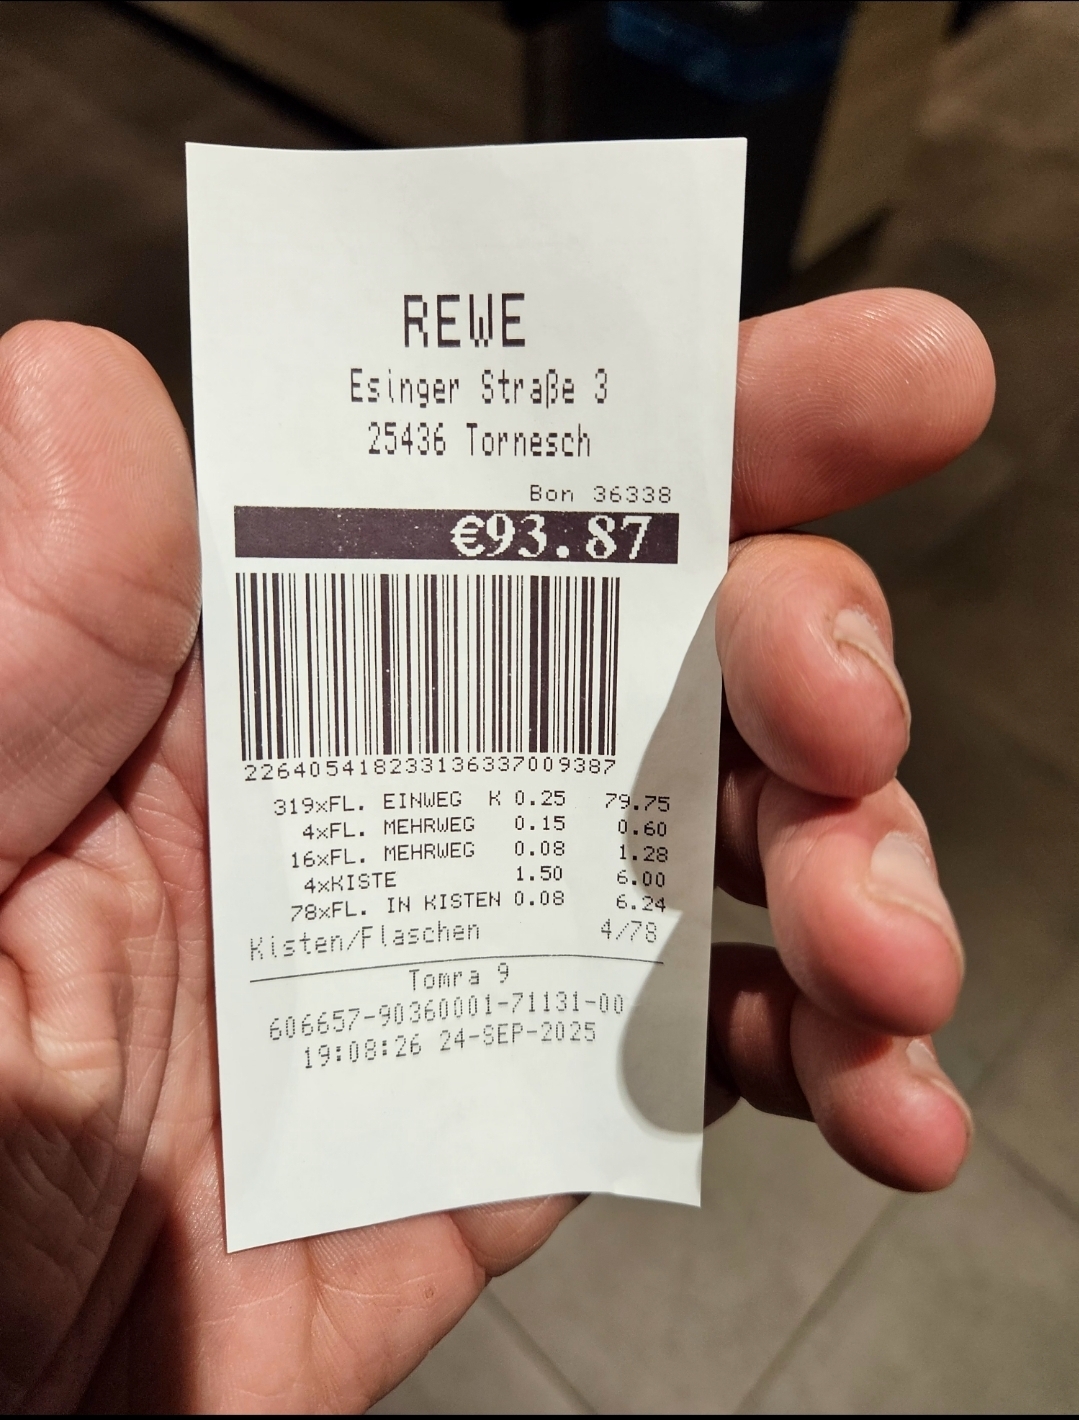 REWE
Esinger Straße 3
25436 Tornesch
Bon 36338
€93.87
226405418233136337009387
319xFL. EINWEG K 0.25 79.75
4xFL. MEHRWEG 0.15 0.60
16xFL. MEHRWEG 0.08 1.28
4xKISTE 1.50 6.00
78xFL. IN KISTEN 0.08 6.24
Kisten/Flaschen 4/78
Tomra 9
606657-90360001-71131-00
19:08:26 24-SEP-2025